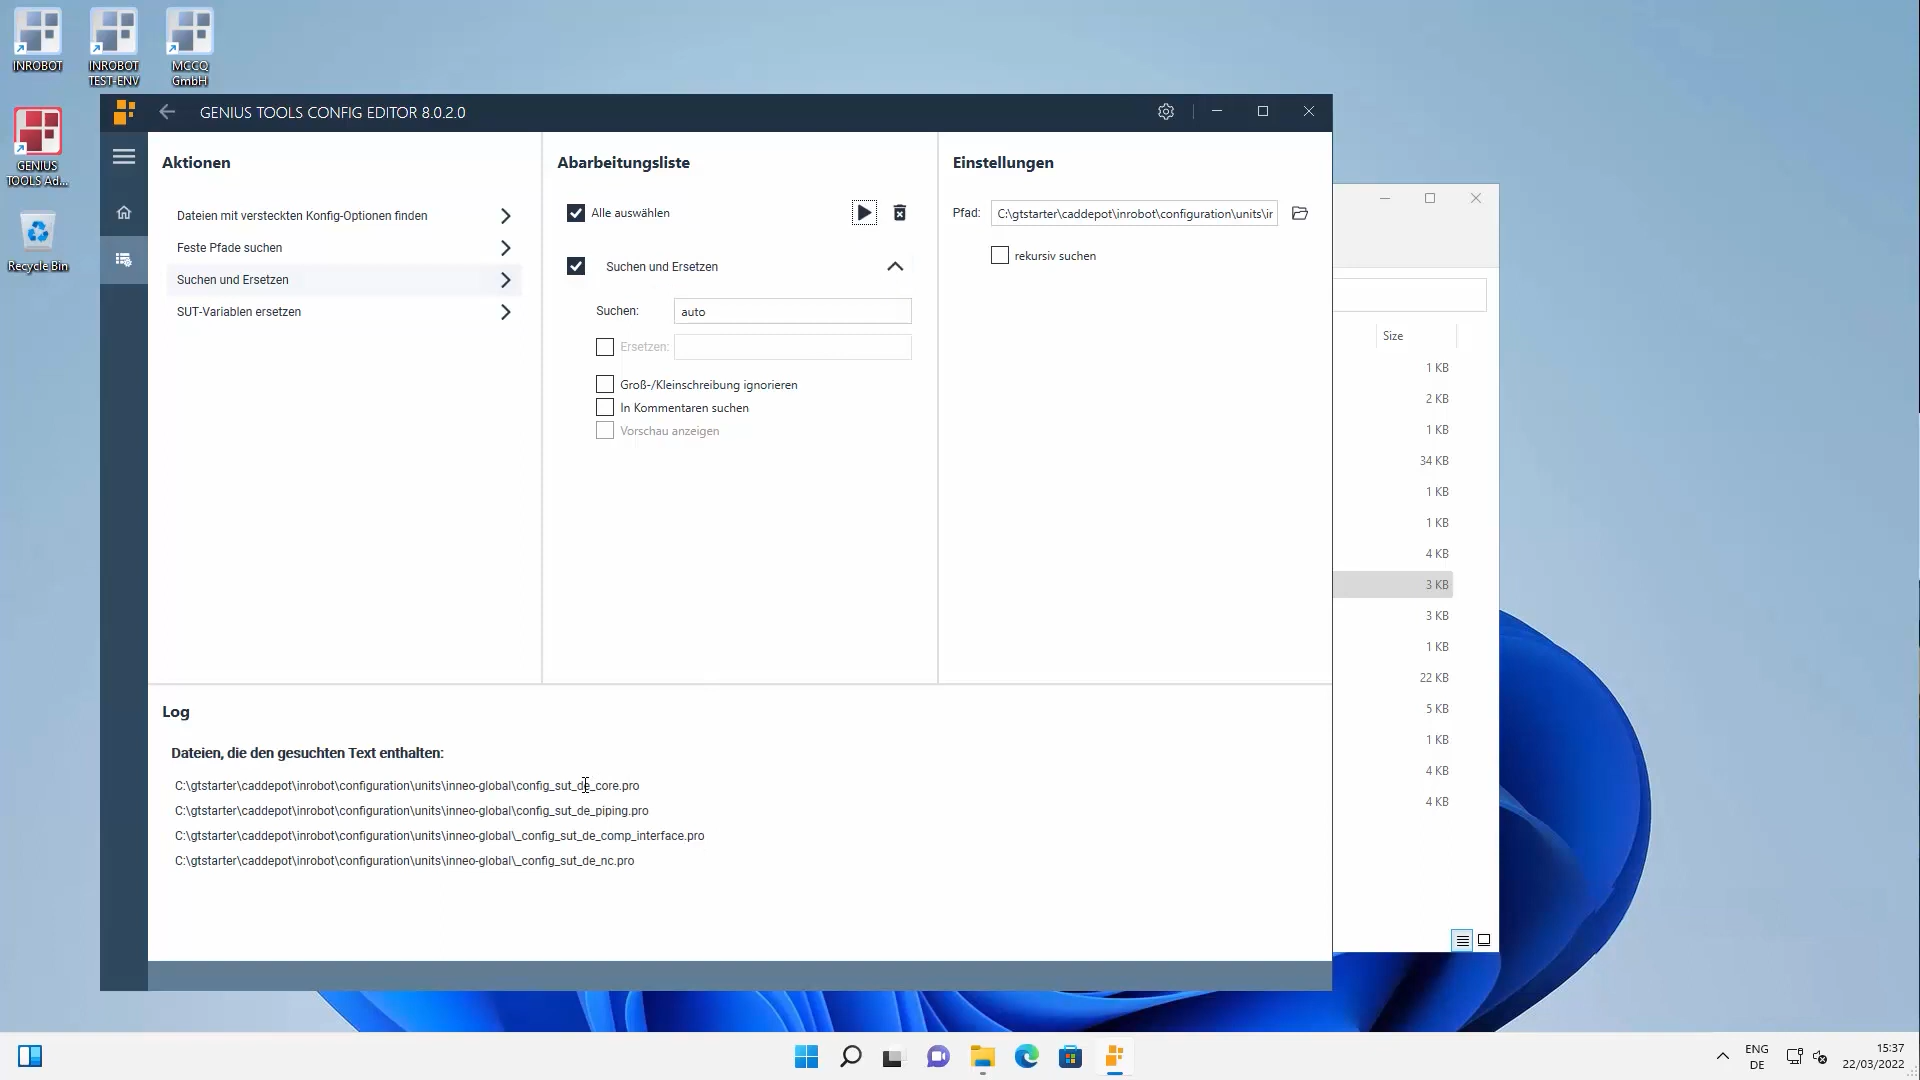 INROBOT
INROBOT
TEST-ENV
MCCQ
GmbH
GENIUS
TOOLS Ad...
Recycle Bin
GENIUS TOOLS CONFIG EDITOR 8.0.2.0
Aktionen
Dateien mit versteckten Konfig-Optionen finden
Feste Pfade suchen
Suchen und Ersetzen
SUT-Variablen ersetzen
Abarbeitungsliste
Alle auswählen
Suchen und Ersetzen
Suchen: auto
Ersetzen:
Groß-/Kleinschreibung ignorieren
In Kommentaren suchen
Vorschau anzeigen
Einstellungen
Pfad: C:\gtstarter\caddepot\inrobot\configuration\units\ir
rekursiv suchen
Size
1 KB
2 KB
1 KB
34 KB
1 KB
1 KB
4 KB
3 KB
3 KB
1 KB
22 KB
5 KB
1 KB
4 KB
4 KB
Log
Dateien, die den gesuchten Text enthalten:
C:\gtstarter\caddepot\inrobot\configuration\units\inneo-global\config_sut_de_core.pro
C:\gtstarter\caddepot\inrobot\configuration\units\inneo-global\config_sut_de_piping.pro
C:\gtstarter\caddepot\inrobot\configuration\units\inneo-global\_config_sut_de_comp_interface.pro
C:\gtstarter\caddepot\inrobot\configuration\units\inneo-global\_config_sut_de_nc.pro
ENG
DE
15:37
22/03/2022